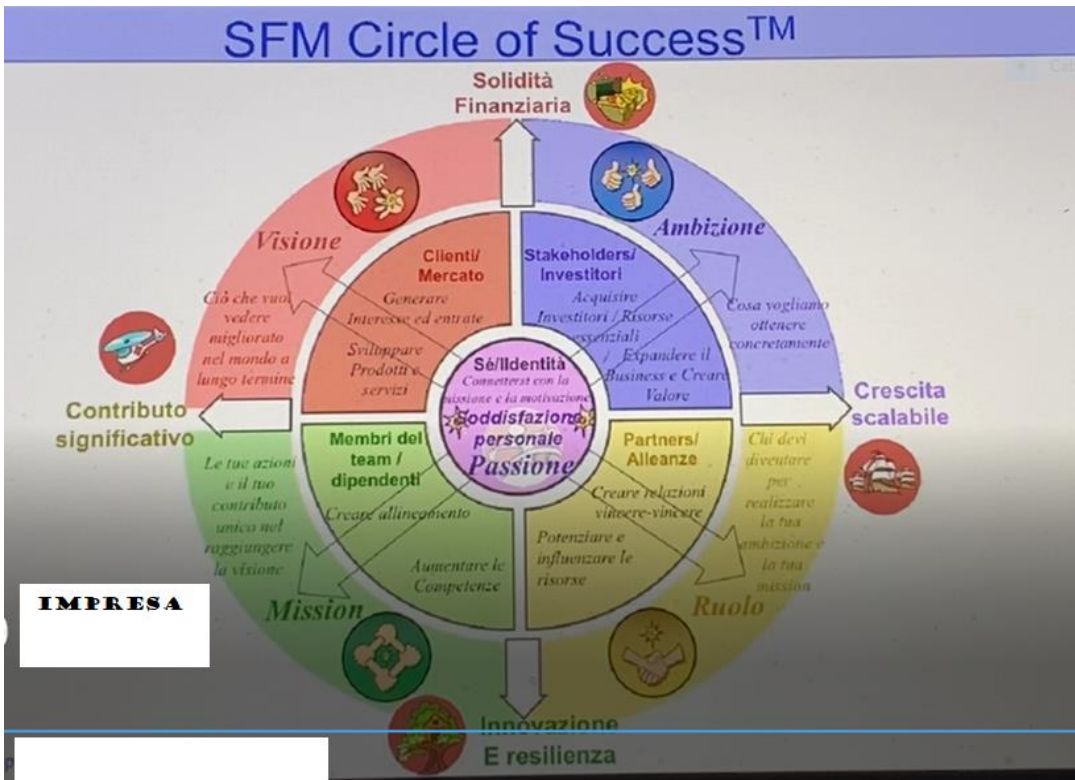 SFM Circle of Success™
Solidità
Finanziaria
Visione
Ambizione
Clienti/
Mercato
Generare
Interesse ed entrate
Sviluppare
Prodotti e
servizi
Stakeholders/
Investitori
Acquisire
Investitori / Risorse
essenziali
/ Expandere il
Business e Creare
Valore
Ciò che vuoi
vedere
migliorato
nel mondo a
lungo termine
Cosa vogliamo
ottenere
concretamente
Contributo
significativo
Crescita
scalabile
Sé/IIdentità
Connettersi con la
missione e la motivazione
Soddisfazione
personale
Passione
Membri del
team /
dipendenti
Creare allineamento
Aumentare le
Competenze
Partners/
Alleanze
Creare relazioni
vincere-vincere
Potenziare e
influenzare le
risorse
Le tue azioni
e il tuo
contributo
unico nel
raggiungere
la visione
Chi devi
diventare
per
realizzare
la tua
ambizione e
la tua
mission
Mission
Ruolo
IMPRESA
Innovazione
E resilienza